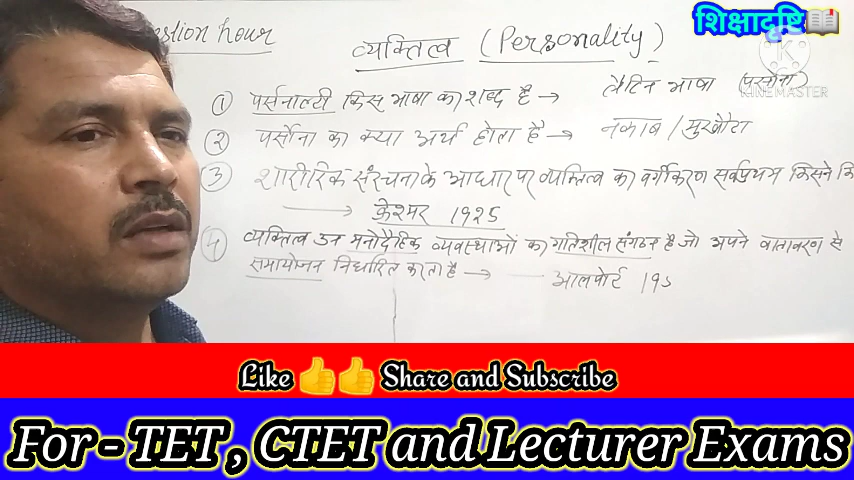 estion hour
शिक्षादृष्टि
व्यक्तित्व (Personality)
KINEMASTER
① पर्सनाल्टी किस भाषा का शब्द है → लैटिन भाषा (पर्सोना)
② पर्सोना का क्या अर्थ होता है → नकाब / मुखौटा
③ शारीरिक संरचना के आधार पर व्यक्तित्व का वर्गीकरण सर्वप्रथम किसने कि
→ क्रेश्मर 1925
④ व्यक्तित्व उन मनोदैहिक व्यवस्थाओं का गतिशील संगठन है जो अपने वातावरण से
समायोजन निर्धारित करता है → आलपोर्ट 19
Like 👍👍 Share and Subscribe
For - TET , CTET and Lecturer Exams